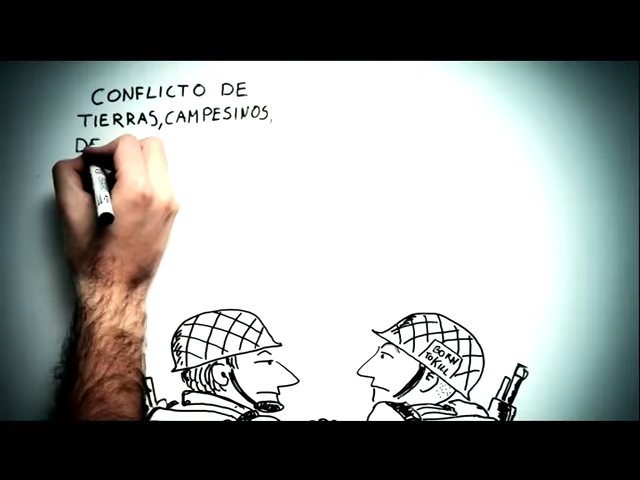 CONFLICTO DE
TIERRAS, CAMPESINOS,
DE
BORN
TO KILL